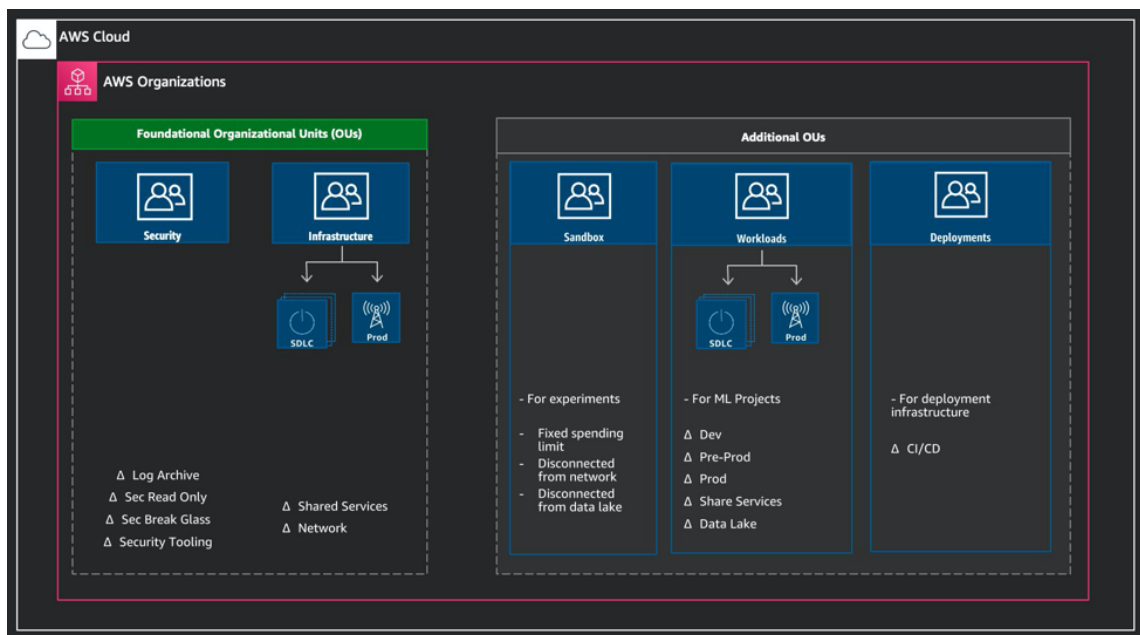 AWS Cloud
AWS Organizations
Foundational Organizational Units (OUs)
Security
Infrastructure
SDLC
Prod
Δ Log Archive
Δ Sec Read Only
Δ Sec Break Glass
Δ Security Tooling
Δ Shared Services
Δ Network
Additional OUs
Sandbox
- For experiments
- Fixed spending
limit
- Disconnected
from network
- Disconnected
from data lake
Workloads
SDLC
Prod
- For ML Projects
Δ Dev
Δ Pre-Prod
Δ Prod
Δ Share Services
Δ Data Lake
Deployments
- For deployment
infrastructure
Δ CI/CD